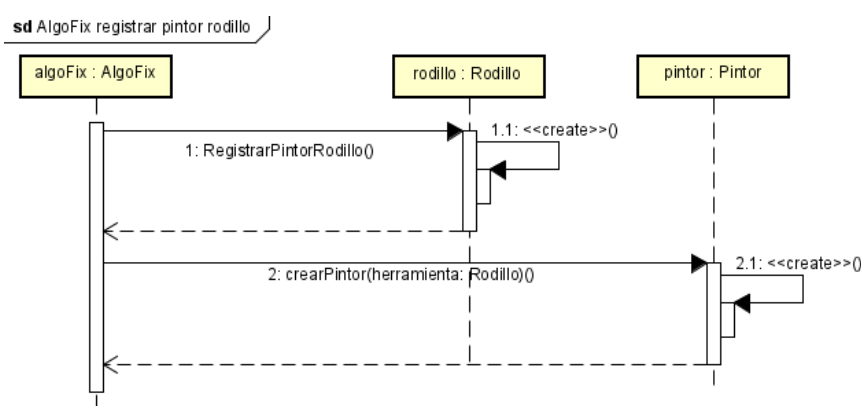 sd AlgoFix registrar pintor rodillo
algoFix : AlgoFix
rodillo : Rodillo
pintor : Pintor
1.1: <<create>>()
1: RegistrarPintorRodillo()
2: crearPintor(herramienta: Rodillo)()
2.1: <<create>>()